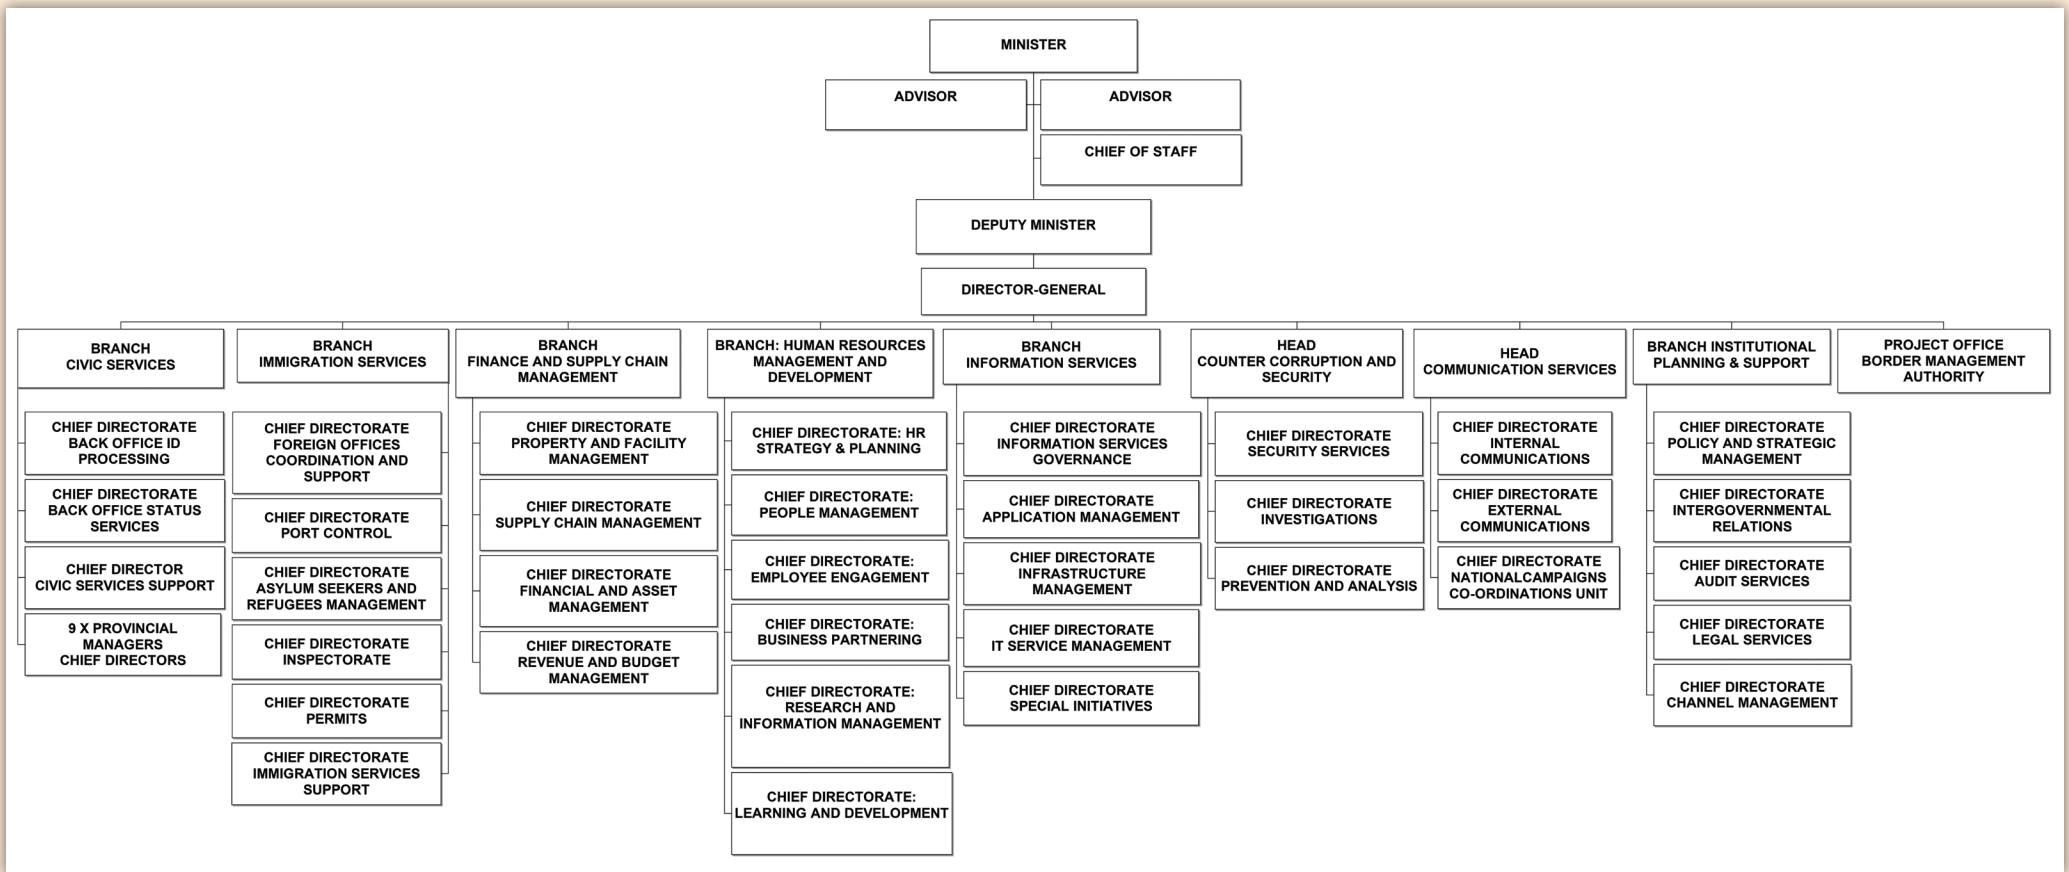 MINISTER
ADVISOR
ADVISOR
CHIEF OF STAFF
DEPUTY MINISTER
DIRECTOR-GENERAL
BRANCH
CIVIC SERVICES
CHIEF DIRECTORATE
BACK OFFICE ID
PROCESSING
CHIEF DIRECTORATE
BACK OFFICE STATUS
SERVICES
CHIEF DIRECTOR
CIVIC SERVICES SUPPORT
9 X PROVINCIAL
MANAGERS
CHIEF DIRECTORS
BRANCH
IMMIGRATION SERVICES
CHIEF DIRECTORATE
FOREIGN OFFICES
COORDINATION AND
SUPPORT
CHIEF DIRECTORATE
PORT CONTROL
CHIEF DIRECTORATE
ASYLUM SEEKERS AND
REFUGEES MANAGEMENT
CHIEF DIRECTORATE
INSPECTORATE
CHIEF DIRECTORATE
PERMITS
CHIEF DIRECTORATE
IMMIGRATION SERVICES
SUPPORT
BRANCH
FINANCE AND SUPPLY CHAIN
MANAGEMENT
CHIEF DIRECTORATE
PROPERTY AND FACILITY
MANAGEMENT
CHIEF DIRECTORATE
SUPPLY CHAIN MANAGEMENT
CHIEF DIRECTORATE
FINANCIAL AND ASSET
MANAGEMENT
CHIEF DIRECTORATE
REVENUE AND BUDGET
MANAGEMENT
BRANCH: HUMAN RESOURCES
MANAGEMENT AND
DEVELOPMENT
CHIEF DIRECTORATE: HR
STRATEGY & PLANNING
CHIEF DIRECTORATE:
PEOPLE MANAGEMENT
CHIEF DIRECTORATE:
EMPLOYEE ENGAGEMENT
CHIEF DIRECTORATE:
BUSINESS PARTNERING
CHIEF DIRECTORATE:
RESEARCH AND
INFORMATION MANAGEMENT
CHIEF DIRECTORATE:
LEARNING AND DEVELOPMENT
BRANCH
INFORMATION SERVICES
CHIEF DIRECTORATE
INFORMATION SERVICES
GOVERNANCE
CHIEF DIRECTORATE
APPLICATION MANAGEMENT
CHIEF DIRECTORATE
INFRASTRUCTURE
MANAGEMENT
CHIEF DIRECTORATE
IT SERVICE MANAGEMENT
CHIEF DIRECTORATE
SPECIAL INITIATIVES
HEAD
COUNTER CORRUPTION AND
SECURITY
CHIEF DIRECTORATE
SECURITY SERVICES
CHIEF DIRECTORATE
INVESTIGATIONS
CHIEF DIRECTORATE
PREVENTION AND ANALYSIS
HEAD
COMMUNICATION SERVICES
CHIEF DIRECTORATE
INTERNAL
COMMUNICATIONS
CHIEF DIRECTORATE
EXTERNAL
COMMUNICATIONS
CHIEF DIRECTORATE
NATIONALCAMPAIGNS
CO-ORDINATIONS UNIT
BRANCH INSTITUTIONAL
PLANNING & SUPPORT
CHIEF DIRECTORATE
POLICY AND STRATEGIC
MANAGEMENT
CHIEF DIRECTORATE
INTERGOVERNMENTAL
RELATIONS
CHIEF DIRECTORATE
AUDIT SERVICES
CHIEF DIRECTORATE
LEGAL SERVICES
CHIEF DIRECTORATE
CHANNEL MANAGEMENT
PROJECT OFFICE
BORDER MANAGEMENT
AUTHORITY